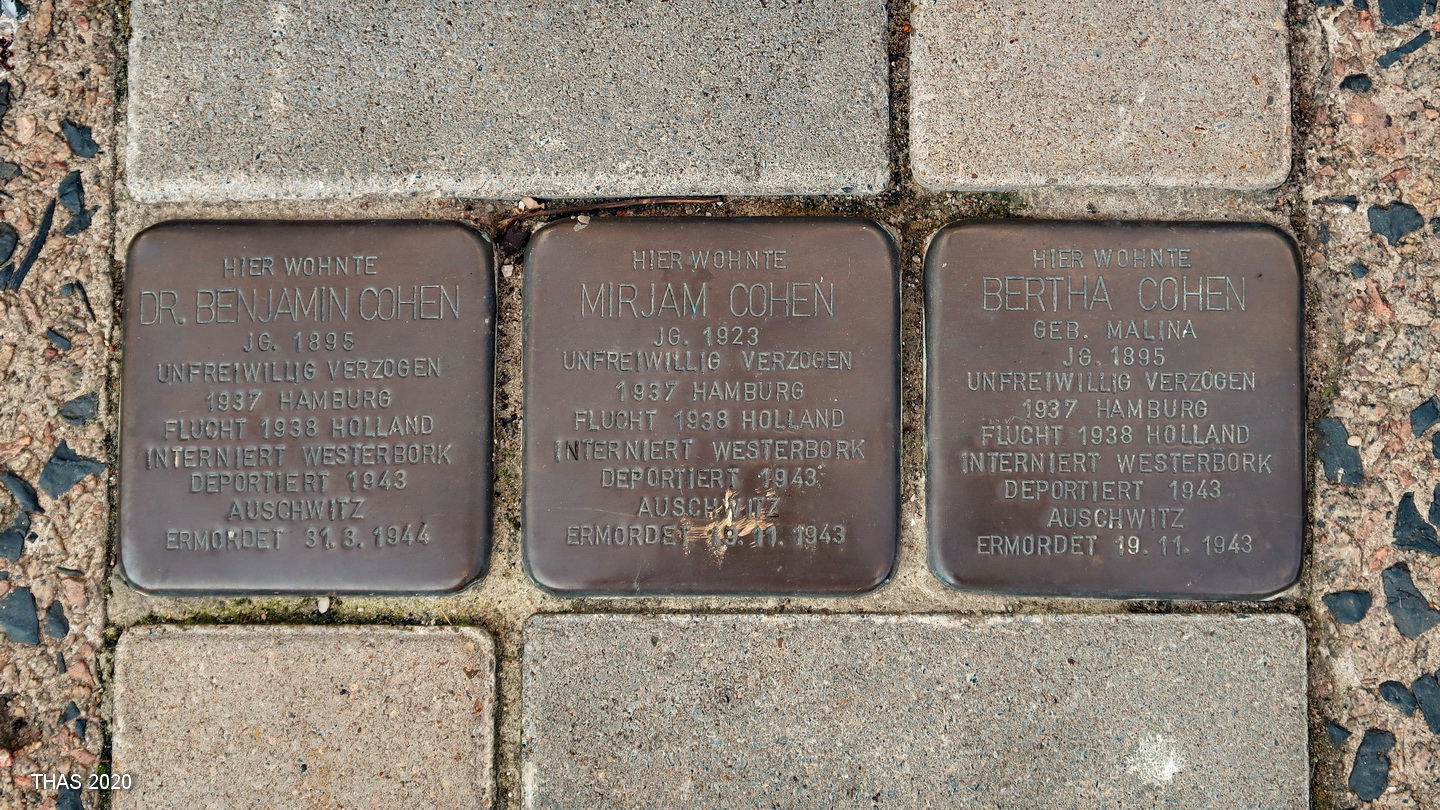 HIER WOHNTE
DR. BENJAMIN COHEN
JG. 1895
UNFREIWILLIG VERZOGEN
1937 HAMBURG
FLUCHT 1938 HOLLAND
INTERNIERT WESTERBORK
DEPORTIERT 1943
AUSCHWITZ
ERMORDET 31. 3. 1944
HIER WOHNTE
MIRJAM COHEN
JG. 1923
UNFREIWILLIG VERZOGEN
1937 HAMBURG
FLUCHT 1938 HOLLAND
INTERNIERT WESTERBORK
DEPORTIERT 1943
AUSCHWITZ
ERMORDET 19. 11. 1943
HIER WOHNTE
BERTHA COHEN
GEB. MALINA
JG. 1895
UNFREIWILLIG VERZOGEN
1937 HAMBURG
FLUCHT 1938 HOLLAND
INTERNIERT WESTERBORK
DEPORTIERT 1943
AUSCHWITZ
ERMORDET 19. 11. 1943
THAS 2020